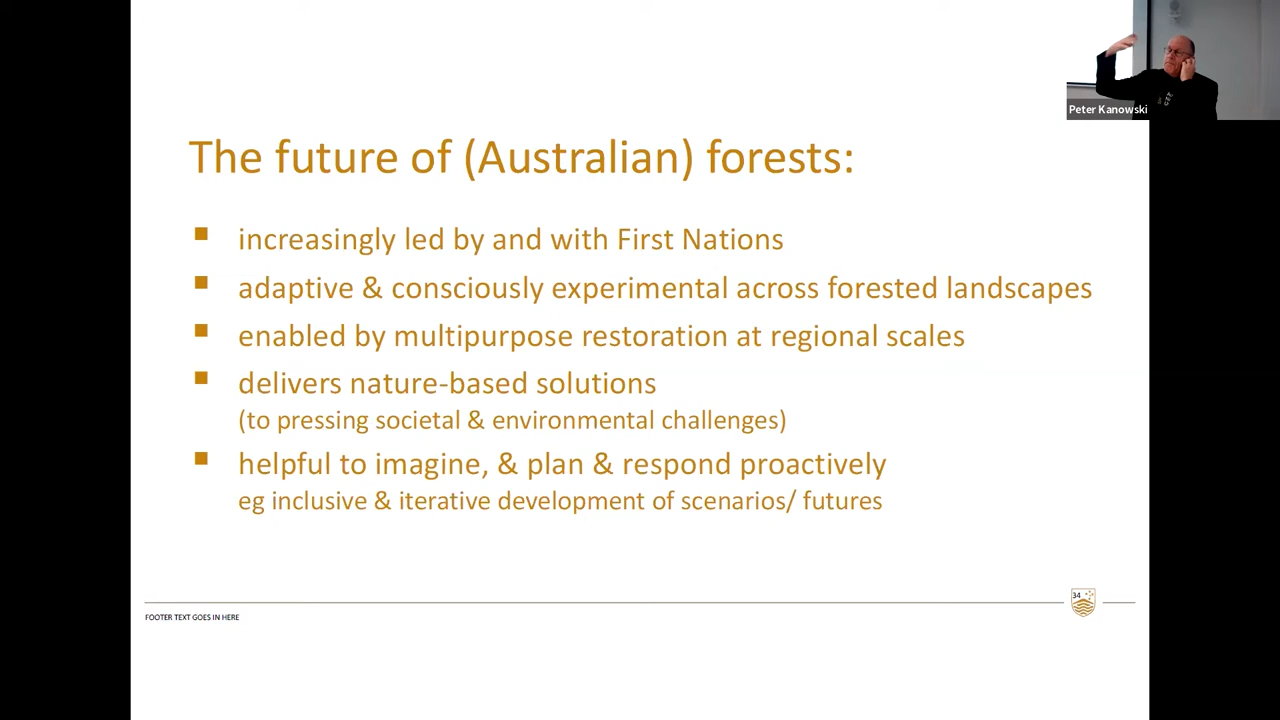 Peter Kanowski
The future of (Australian) forests:
increasingly led by and with First Nations
adaptive & consciously experimental across forested landscapes
enabled by multipurpose restoration at regional scales
delivers nature-based solutions
(to pressing societal & environmental challenges)
helpful to imagine, & plan & respond proactively
eg inclusive & iterative development of scenarios/ futures
34
FOOTER TEXT GOES IN HERE